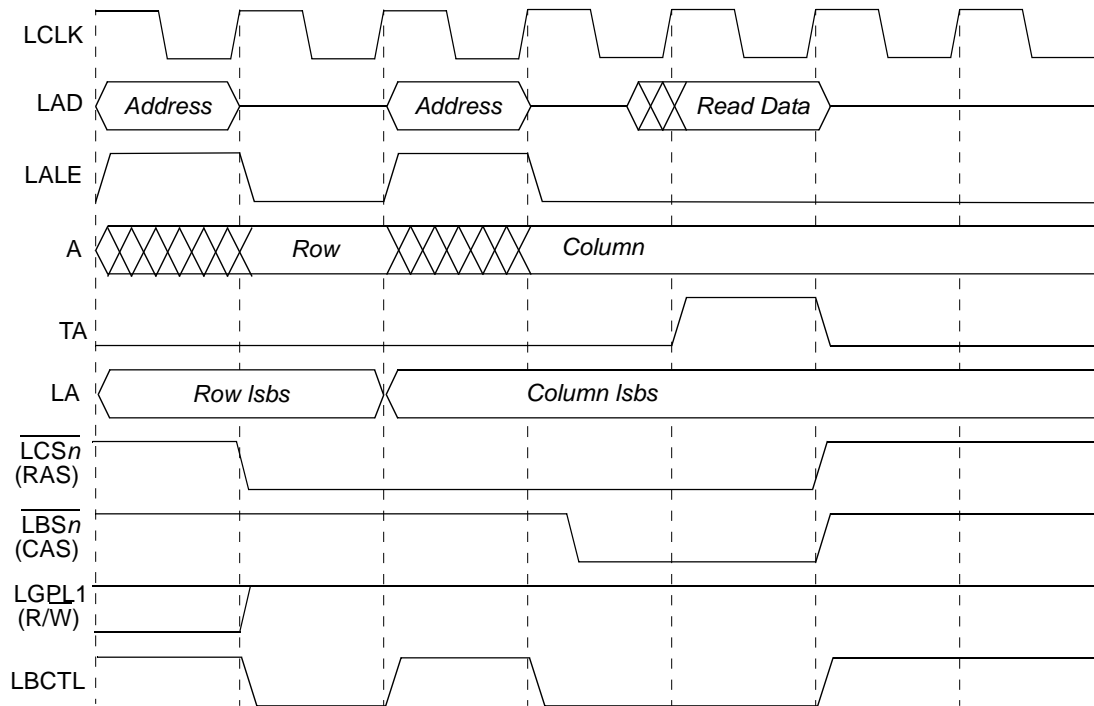 LCLK
LAD Address Address Read Data
LALE
A Row Column
TA
LA Row lsbs Column lsbs
LCSn
(RAS)
LBSn
(CAS)
LGPL1
(R/W)
LBCTL